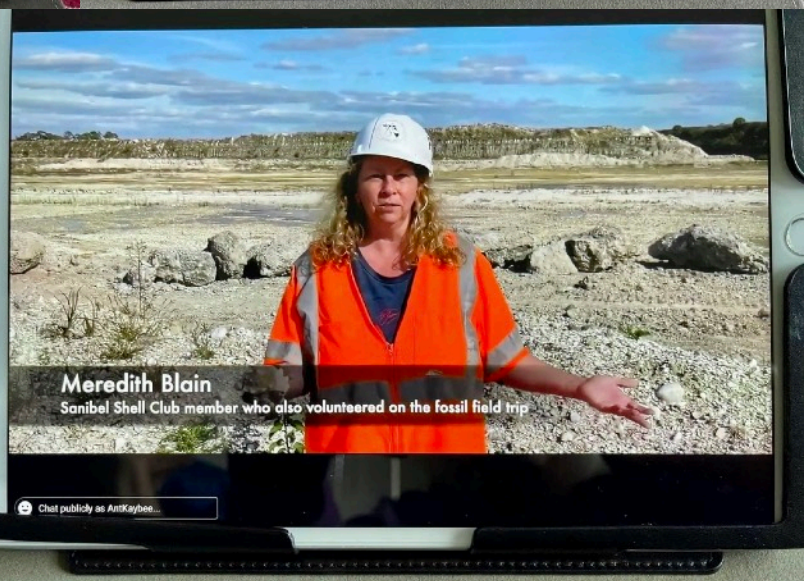 Meredith Blain
Sanibel Shell Club member who also volunteered on the fossil field trip
Chat publicly as AntKaybee...